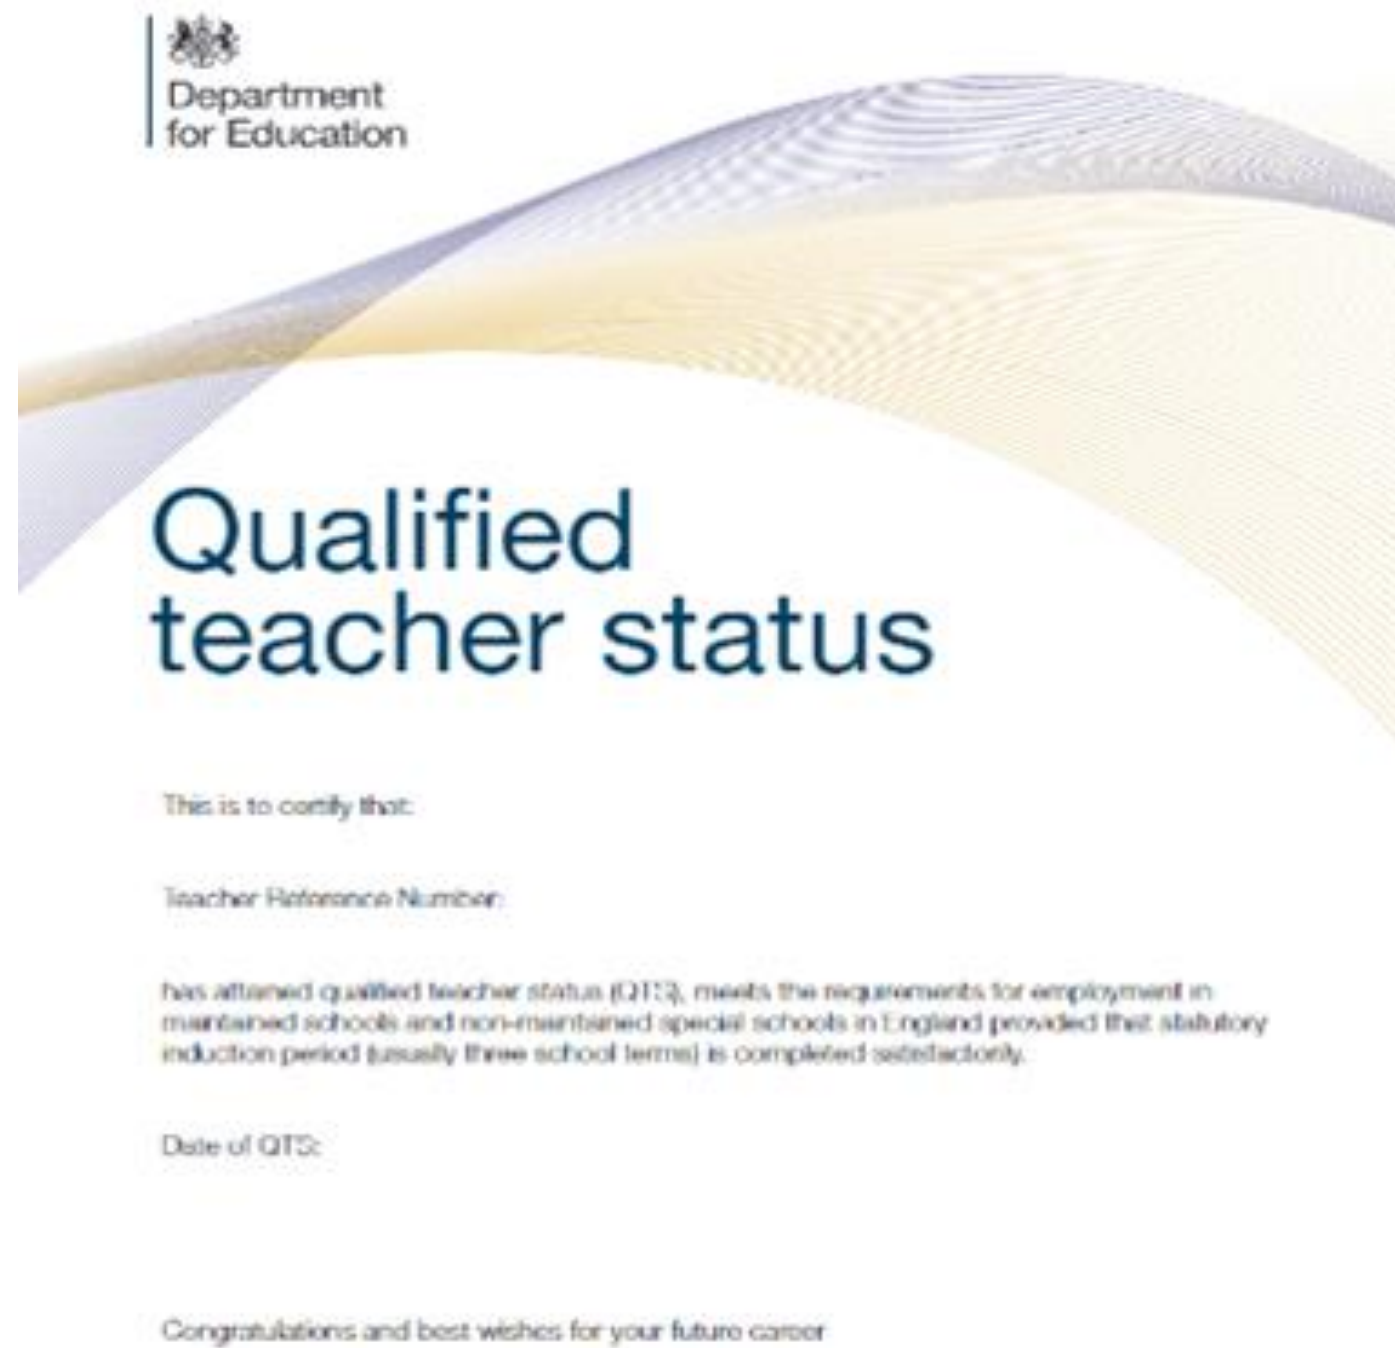 Department
for Education
Qualified
teacher status
This is to certify that:
Teacher Reference Number:
has attained qualified teacher status (QTS), meets the requirements for employment in
maintained schools and non-maintained special schools in England provided that statutory
induction period (usually three school terms) is completed satisfactorily.
Date of QTS:
Congratulations and best wishes for your future career